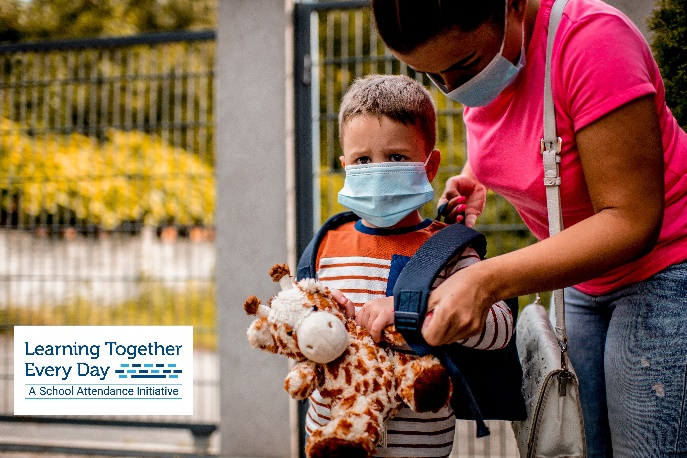 Learning Together
Every Day
A School Attendance Initiative